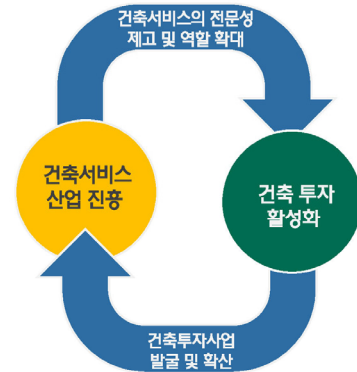 건축서비스의 전문성
제고 및 역할 확대
건축서비스
산업 진흥
건축 투자
활성화
건축투자사업
발굴 및 확산